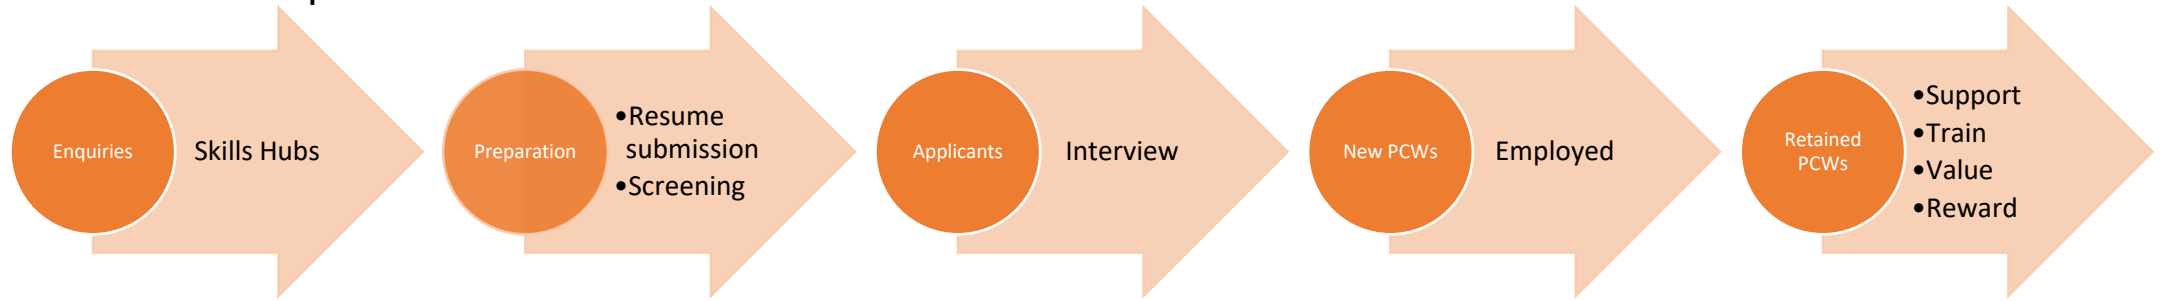 Enquiries
Skills Hubs
Preparation
•Resume
submission
•Screening
Applicants
Interview
New PCWs
Employed
Retained
PCWs
•Support
•Train
•Value
•Reward